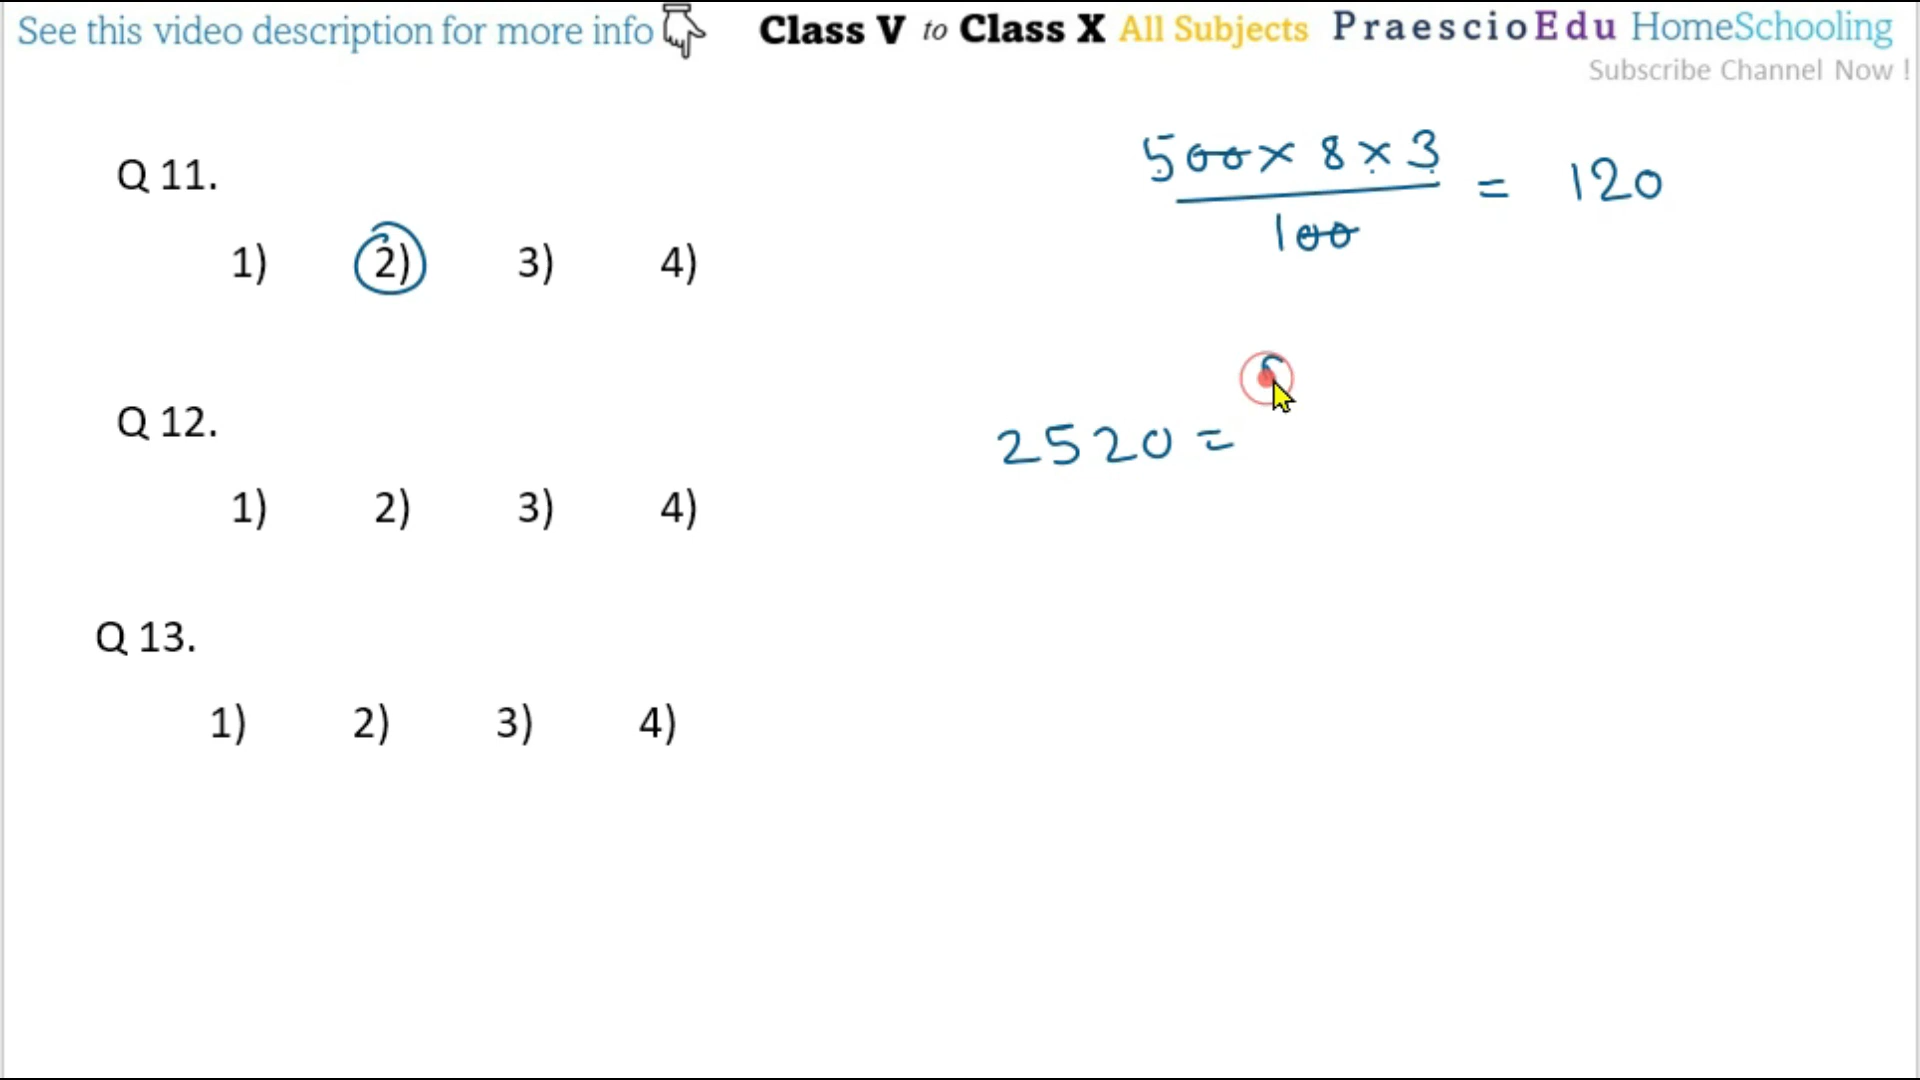 See this video description for more info Class V to Class X All Subjects PraescioEdu HomeSchooling
Subscribe Channel Now !
Q 11.
1) 2) 3) 4)
500 × 8 × 3
100
= 120
Q 12.
1) 2) 3) 4)
2520 =
Q 13.
1) 2) 3) 4)